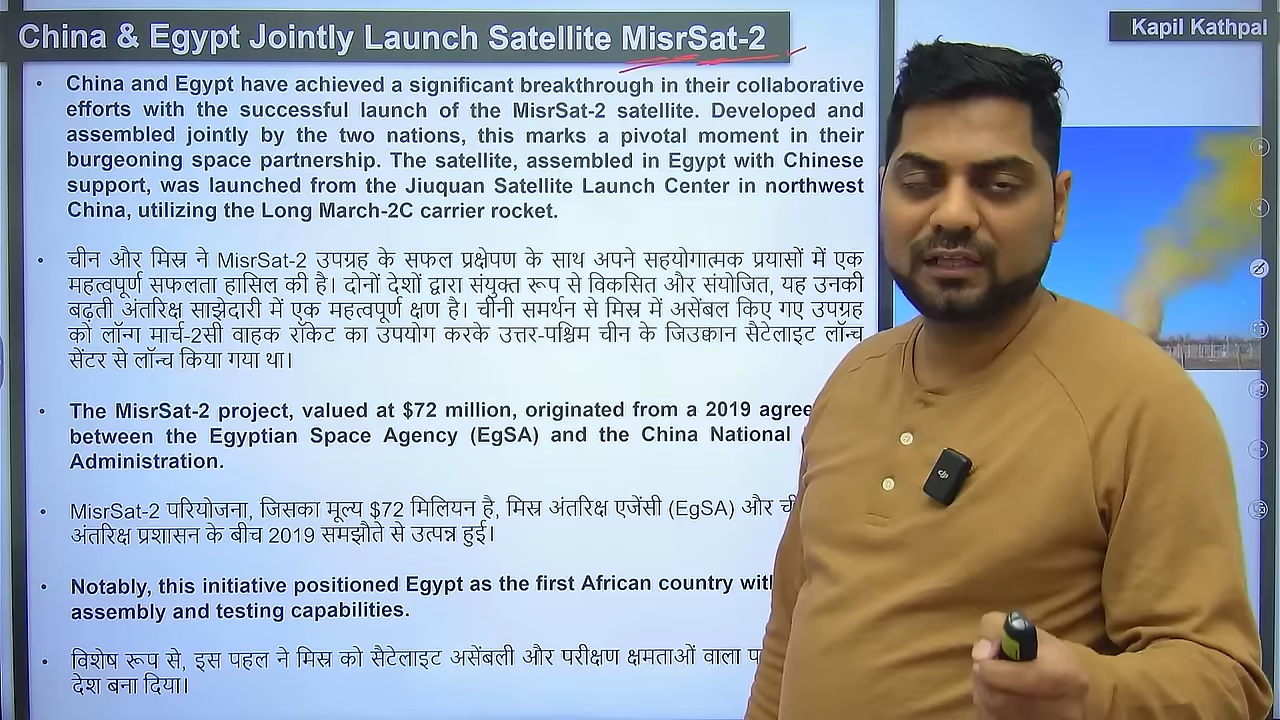 China & Egypt Jointly Launch Satellite MisrSat-2
Kapil Kathpal
• China and Egypt have achieved a significant breakthrough in their collaborative
efforts with the successful launch of the MisrSat-2 satellite. Developed and
assembled jointly by the two nations, this marks a pivotal moment in their
burgeoning space partnership. The satellite, assembled in Egypt with Chinese
support, was launched from the Jiuquan Satellite Launch Center in northwest
China, utilizing the Long March-2C carrier rocket.
• चीन और मिस्र ने MisrSat-2 उपग्रह के सफल प्रक्षेपण के साथ अपने सहयोगात्मक प्रयासों में एक
महत्वपूर्ण सफलता हासिल की है। दोनों देशों द्वारा संयुक्त रूप से विकसित और संयोजित, यह उनकी
बढ़ती अंतरिक्ष साझेदारी में एक महत्वपूर्ण क्षण है। चीनी समर्थन से मिस्र में असेंबल किए गए उपग्रह
को लॉन्ग मार्च-2सी वाहक रॉकेट का उपयोग करके उत्तर-पश्चिम चीन के जिउक्वान सैटेलाइट लॉन्च
सेंटर से लॉन्च किया गया था।
• The MisrSat-2 project, valued at $72 million, originated from a 2019
between the Egyptian Space Agency (EgSA) and the China National
Administration.
• MisrSat-2 परियोजना, जिसका मूल्य $72 मिलियन है, मिस्र अंतरिक्ष एजेंसी (EgSA) और
अंतरिक्ष प्रशासन के बीच 2019 समझौते से उत्पन्न हुई।
• Notably, this initiative positioned Egypt as the first African country
assembly and testing capabilities.
• विशेष रूप से, इस पहल ने मिस्र को सैटेलाइट असेंबली और परीक्षण क्षमताओं वाला
देश बना दिया।